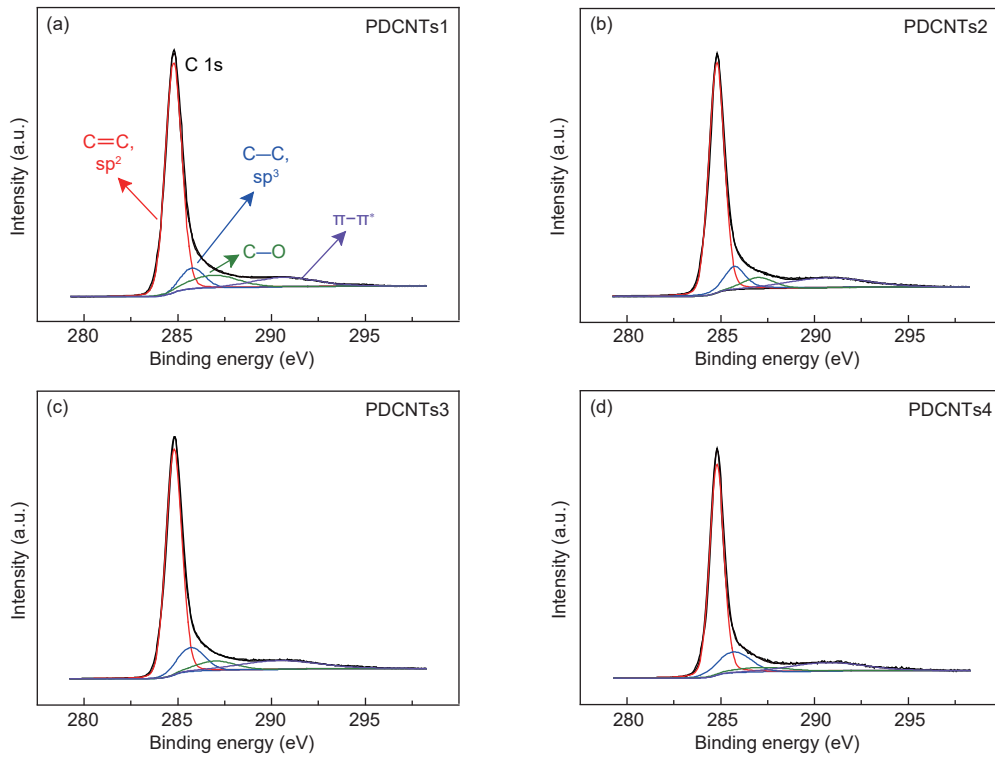 (a) PDCNTs1
C 1s
C=C,
sp²
C—C,
sp³
C—O
π−π*
Intensity (a.u.)
280 285 290 295
Binding energy (eV)
(b) PDCNTs2
Intensity (a.u.)
280 285 290 295
Binding energy (eV)
(c) PDCNTs3
Intensity (a.u.)
280 285 290 295
Binding energy (eV)
(d) PDCNTs4
Intensity (a.u.)
280 285 290 295
Binding energy (eV)